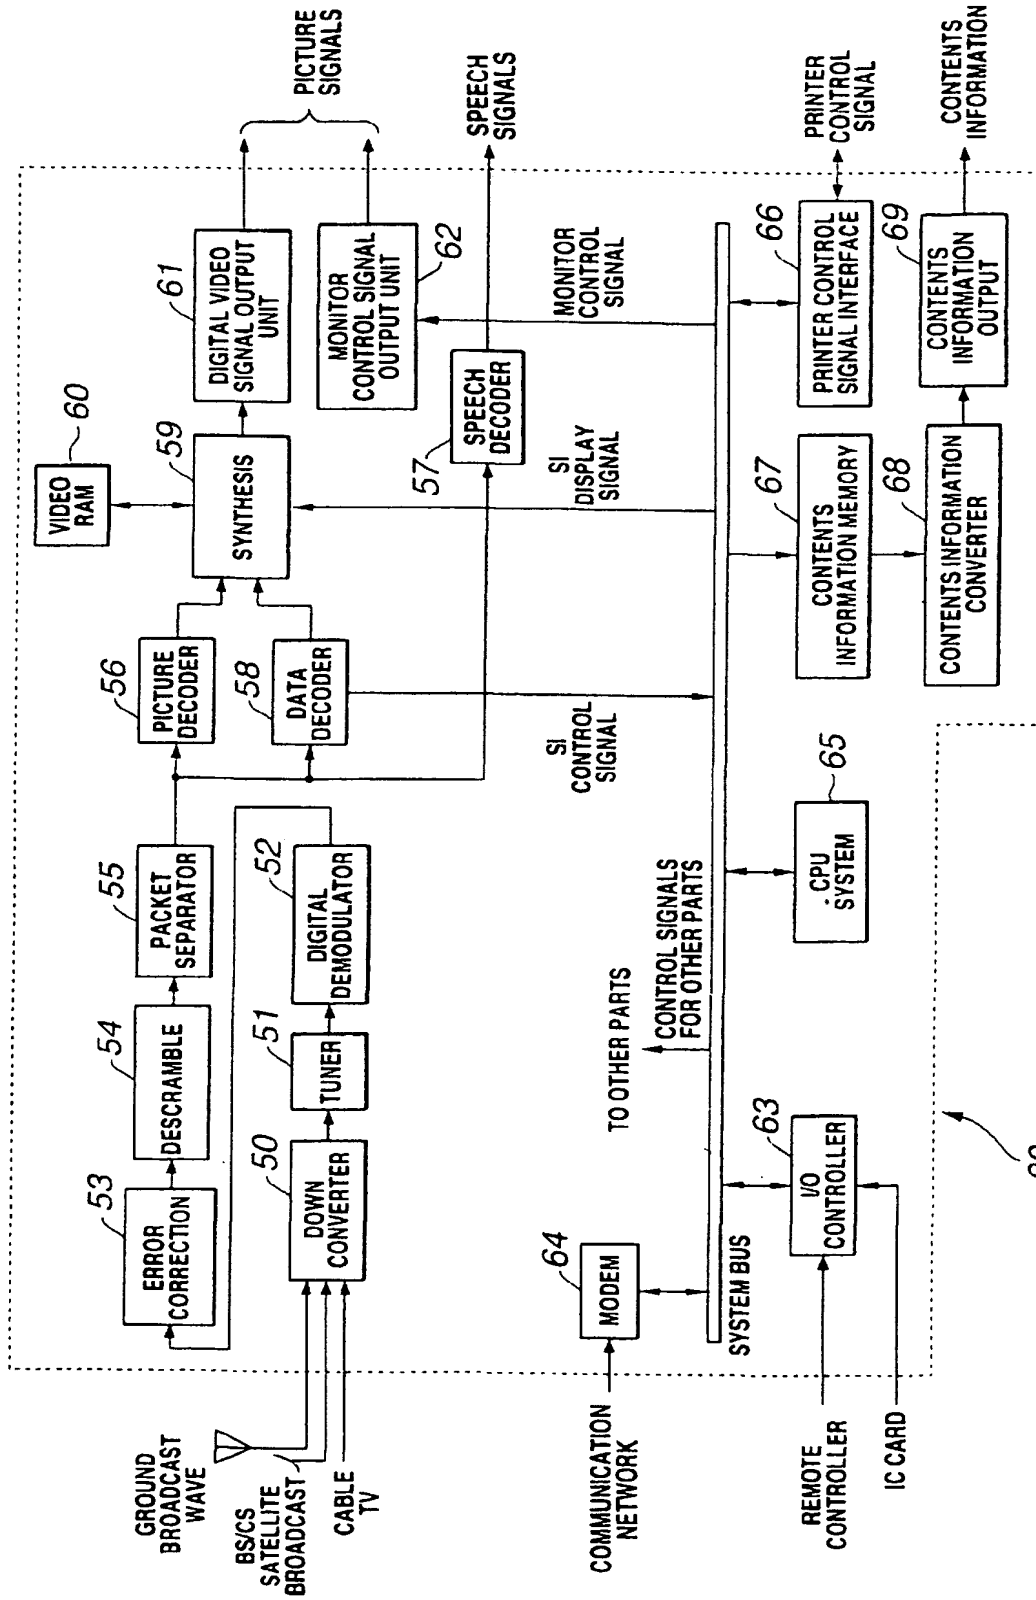 GROUND
BROADCAST
WAVE
BS/CS
SATELLITE
BROADCAST
CABLE
TV
53
ERROR
CORRECTION
54
DESCRAMBLE
55
PACKET
SEPARATOR
50
DOWN
CONVERTER
51
TUNER
52
DIGITAL
DEMODULATOR
56
PICTURE
DECODER
58
DATA
DECODER
60
VIDEO
RAM
59
SYNTHESIS
61
DIGITAL VIDEO
SIGNAL OUTPUT
UNIT
MONITOR
CONTROL SIGNAL
OUTPUT UNIT
62
57
SPEECH
DECODER
PICTURE
SIGNALS
SPEECH
SIGNALS
SI
CONTROL
SIGNAL
SI
DISPLAY
SIGNAL
MONITOR
CONTROL
SIGNAL
TO OTHER PARTS
CONTROL SIGNALS
FOR OTHER PARTS
COMMUNICATION
NETWORK
64
MODEM
SYSTEM BUS
REMOTE
CONTROLLER
IC CARD
63
I/O
CONTROLLER
65
CPU
SYSTEM
67
CONTENTS
INFORMATION MEMORY
66
PRINTER CONTROL
SIGNAL INTERFACE
PRINTER
CONTROL
SIGNAL
68
CONTENTS INFORMATION
CONVERTER
69
CONTENTS
INFORMATION
OUTPUT
CONTENTS
INFORMATION